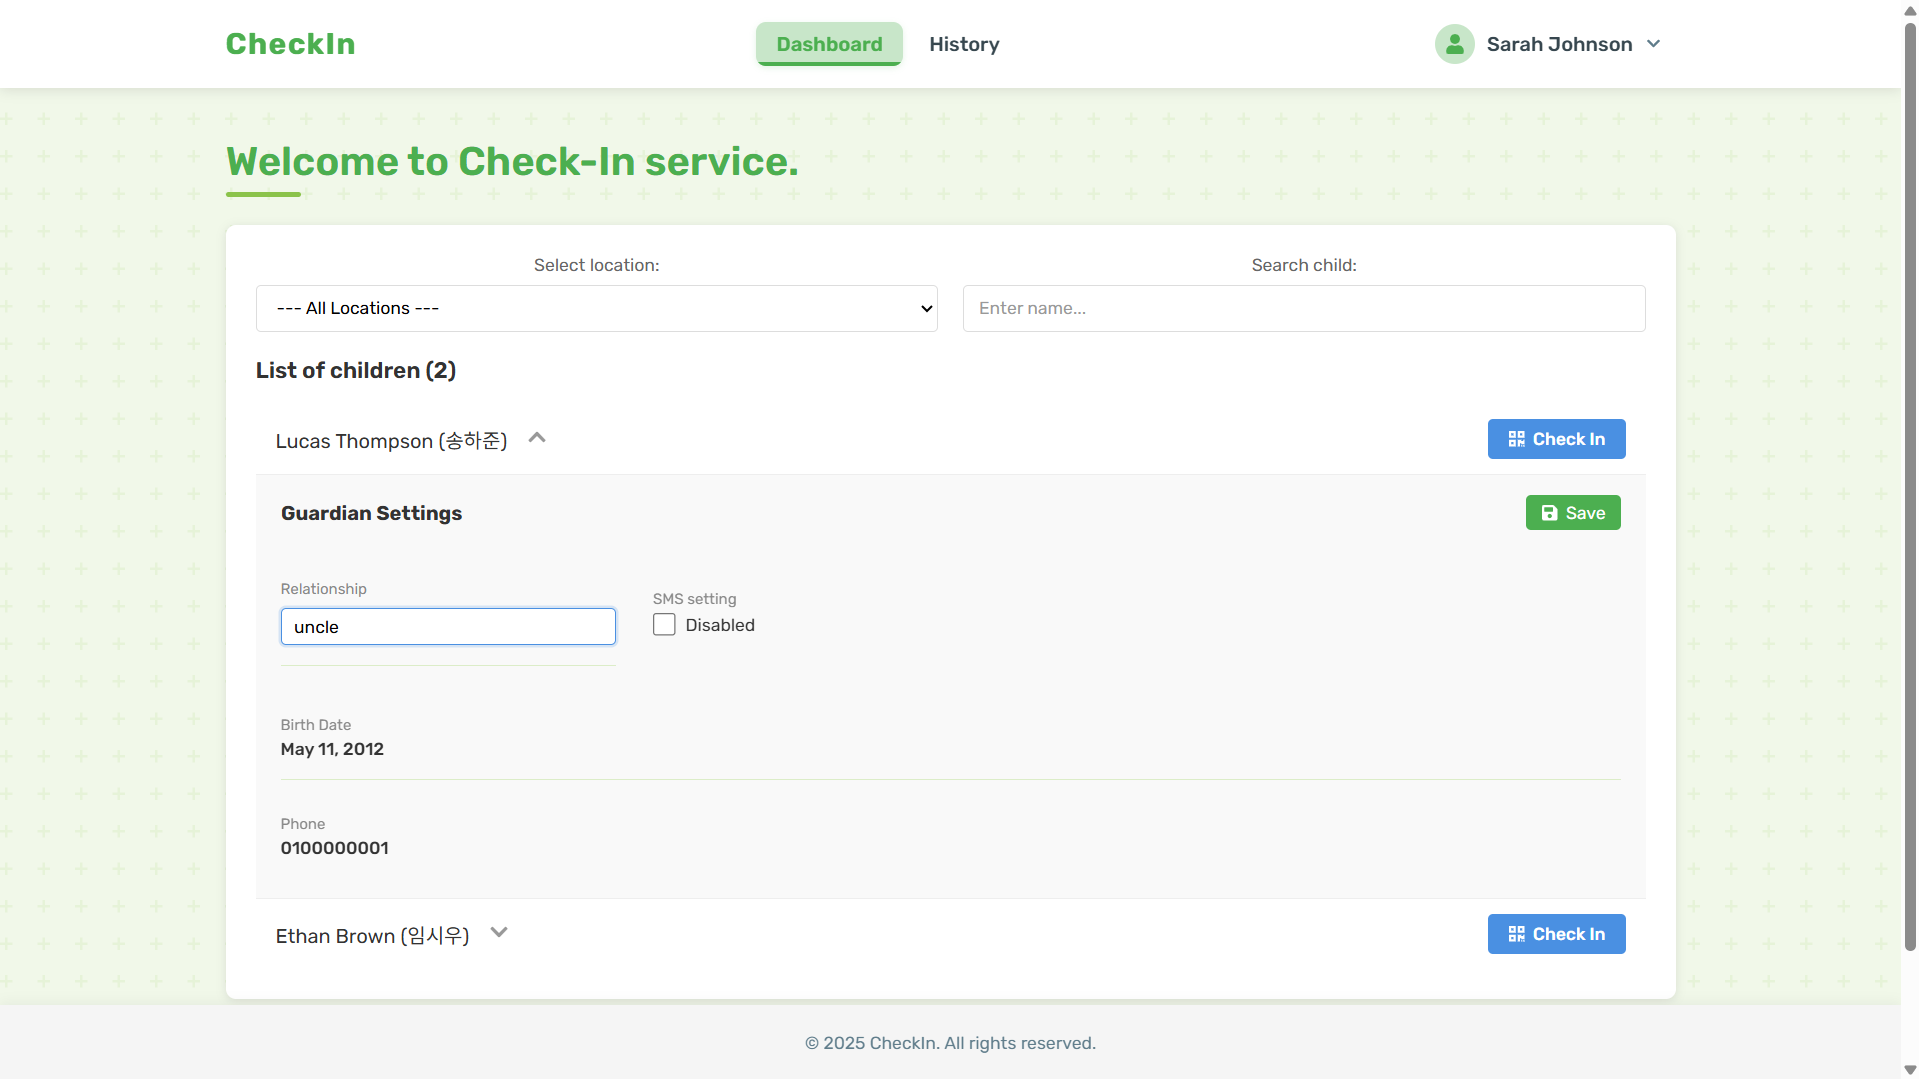 CheckIn
Dashboard
History
Sarah Johnson
Welcome to Check-In service.
Select location:
Search child:
--- All Locations ---
Enter name...
List of children (2)
Lucas Thompson (송하준)
Check In
Guardian Settings
Save
Relationship
SMS setting
uncle
Disabled
Birth Date
May 11, 2012
Phone
0100000001
Ethan Brown (임시우)
Check In
© 2025 CheckIn. All rights reserved.